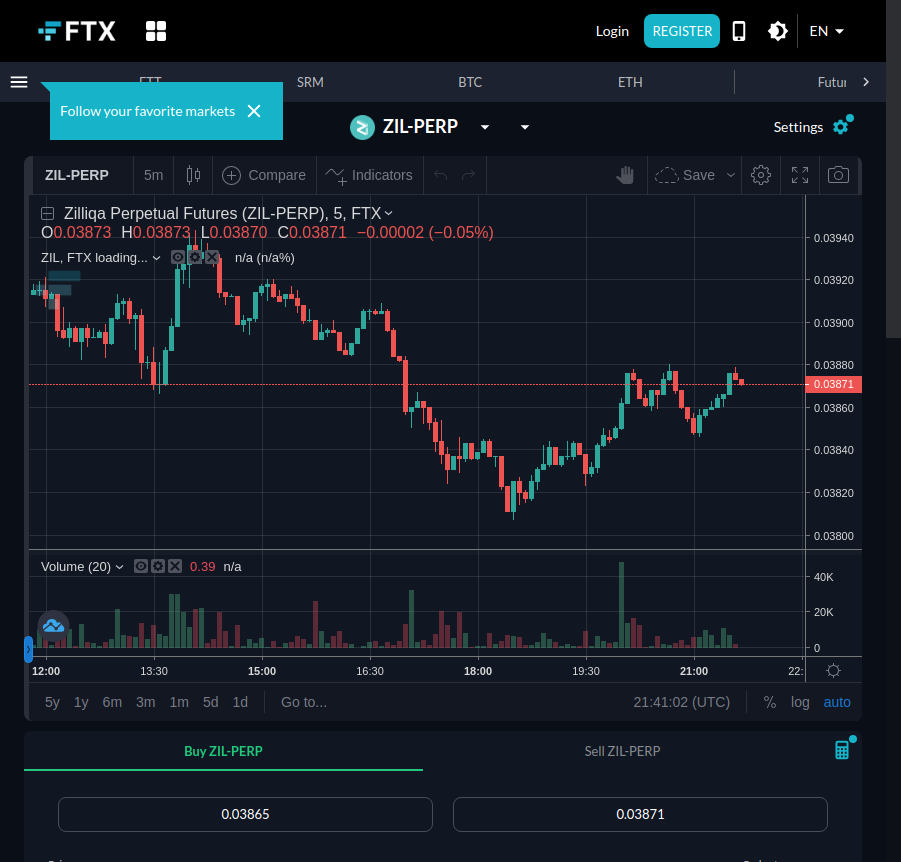 FTX
Login REGISTER EN
FTT SRM BTC ETH Futur
Follow your favorite markets
ZIL-PERP
Settings
ZIL-PERP 5m Compare Indicators Save
Zilliqa Perpetual Futures (ZIL-PERP), 5, FTX
O0.03873 H0.03873 L0.03870 C0.03871 −0.00002 (−0.05%)
ZIL, FTX loading... n/a (n/a%)
0.03940
0.03920
0.03900
0.03880
0.03871
0.03860
0.03840
0.03820
0.03800
Volume (20) 0.39 n/a
40K
20K
0
12:00 13:30 15:00 16:30 18:00 19:30 21:00 22:
5y 1y 6m 3m 1m 5d 1d Go to... 21:41:02 (UTC) % log auto
Buy ZIL-PERP Sell ZIL-PERP
0.03865 0.03871